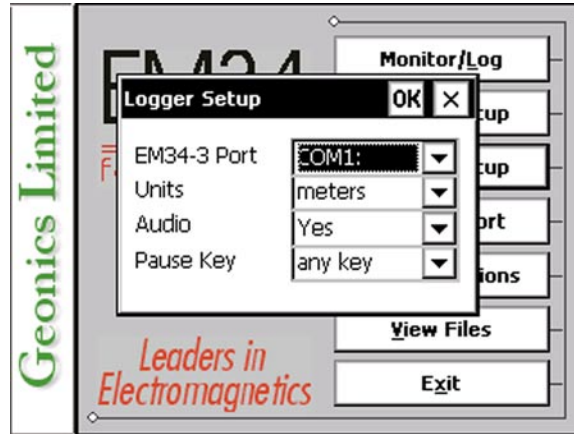 Geonics Limited
EM34
Monitor/Log
Logger Setup
OK
EM34-3 Port
COM1:
Units
meters
Audio
Yes
Pause Key
any key
View Files
Exit
Leaders in
Electromagnetics